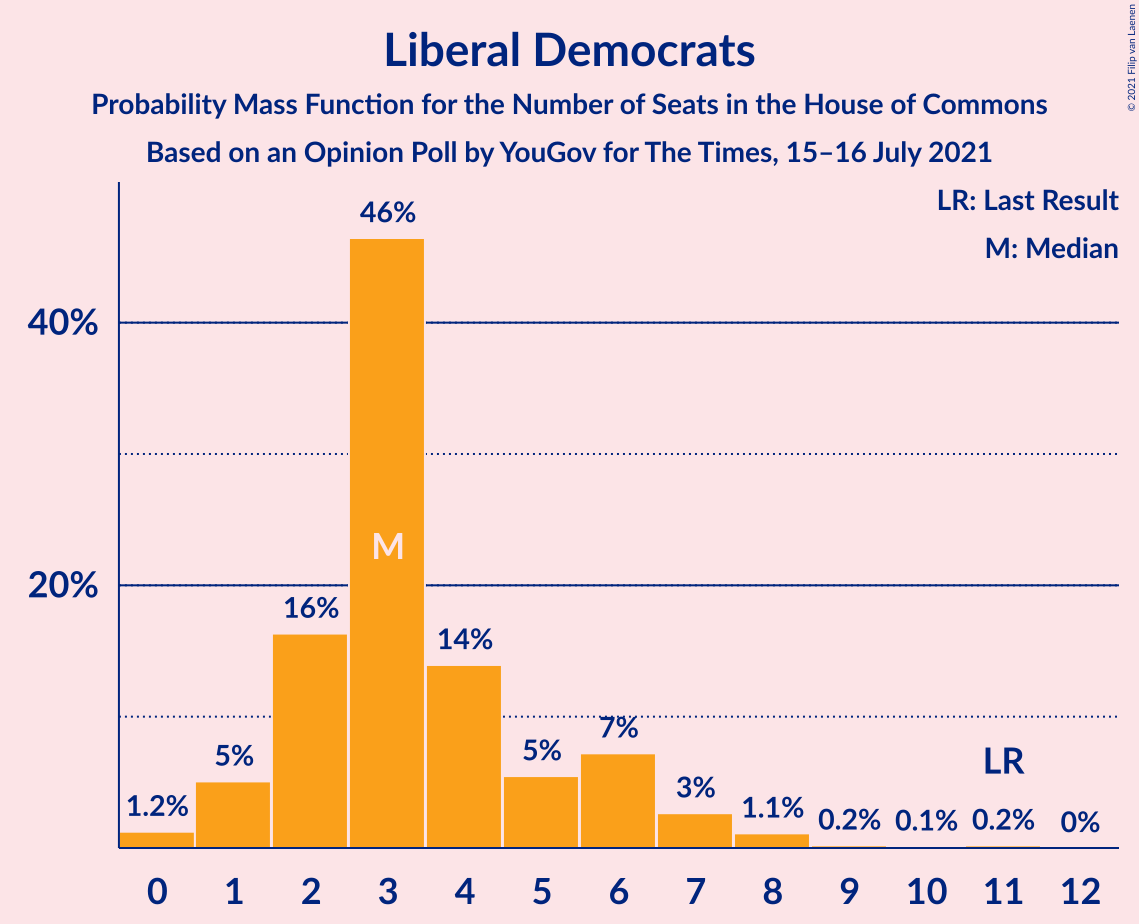 Liberal Democrats
Probability Mass Function for the Number of Seats in the House of Commons
Based on an Opinion Poll by YouGov for The Times, 15–16 July 2021
© 2021 Filip van Laenen
LR: Last Result
M: Median
40%
20%
1.2%
5%
16%
46%
M
14%
5%
7%
3%
1.1%
0.2%
0.1%
LR
0.2%
0%
0 1 2 3 4 5 6 7 8 9 10 11 12